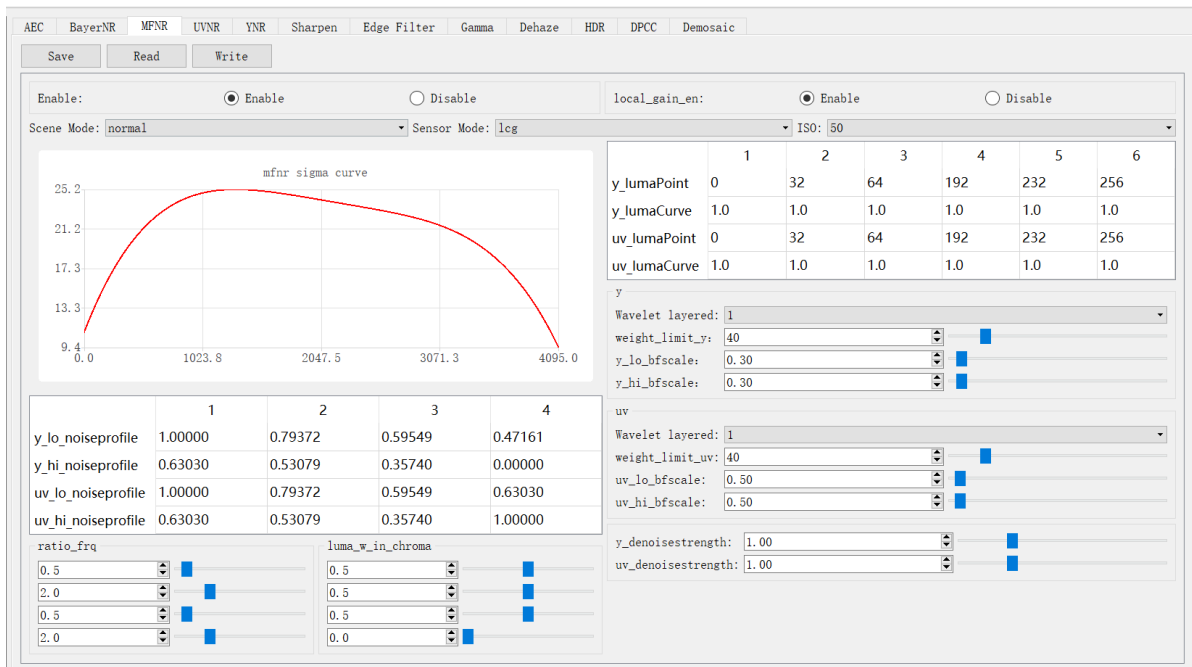 AEC BayerNR MFNR UVNR YNR Sharpen Edge Filter Gamma Dehaze HDR DPCC Demosaic
Save Read Write
Enable: Enable Disable
local_gain_en: Enable Disable
Scene Mode: normal Sensor Mode: lcg ISO: 50
mfnr sigma curve
25.2
21.2
17.3
13.3
9.4
0.0 1023.8 2047.5 3071.3 4095.0
1 2 3 4
y_lo_noiseprofile 1.00000 0.79372 0.59549 0.47161
y_hi_noiseprofile 0.63030 0.53079 0.35740 0.00000
uv_lo_noiseprofile 1.00000 0.79372 0.59549 0.63030
uv_hi_noiseprofile 0.63030 0.53079 0.35740 1.00000
ratio_frq
0.5
2.0
0.5
2.0
luma_w_in_chroma
0.5
0.5
0.5
0.0
1 2 3 4 5 6
y_lumaPoint 0 32 64 192 232 256
y_lumaCurve 1.0 1.0 1.0 1.0 1.0 1.0
uv_lumaPoint 0 32 64 192 232 256
uv_lumaCurve 1.0 1.0 1.0 1.0 1.0 1.0
y
Wavelet layered: 1
weight_limit_y: 40
y_lo_bfscale: 0.30
y_hi_bfscale: 0.30
uv
Wavelet layered: 1
weight_limit_uv: 40
uv_lo_bfscale: 0.50
uv_hi_bfscale: 0.50
y_denoisestrength: 1.00
uv_denoisestrength: 1.00